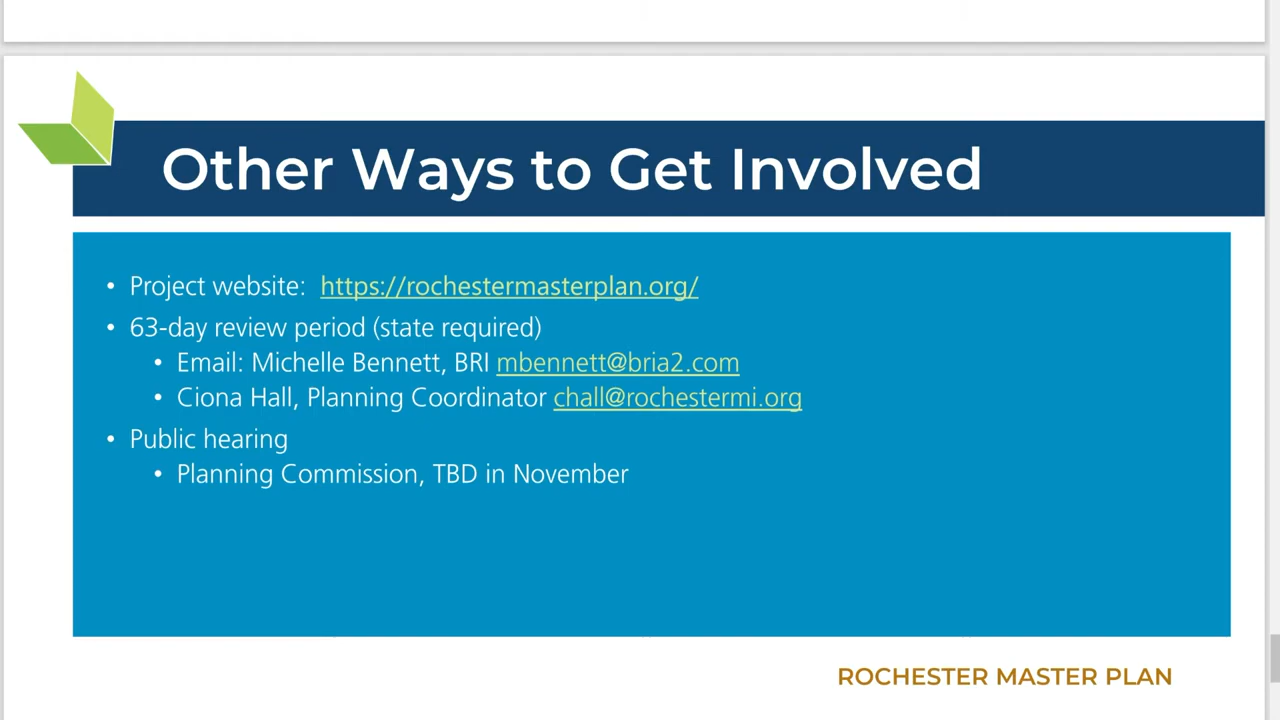 Other Ways to Get Involved
• Project website: https://rochestermasterplan.org/
• 63-day review period (state required)
• Email: Michelle Bennett, BRI mbennett@bria2.com
• Ciona Hall, Planning Coordinator chall@rochestermi.org
• Public hearing
• Planning Commission, TBD in November
ROCHESTER MASTER PLAN